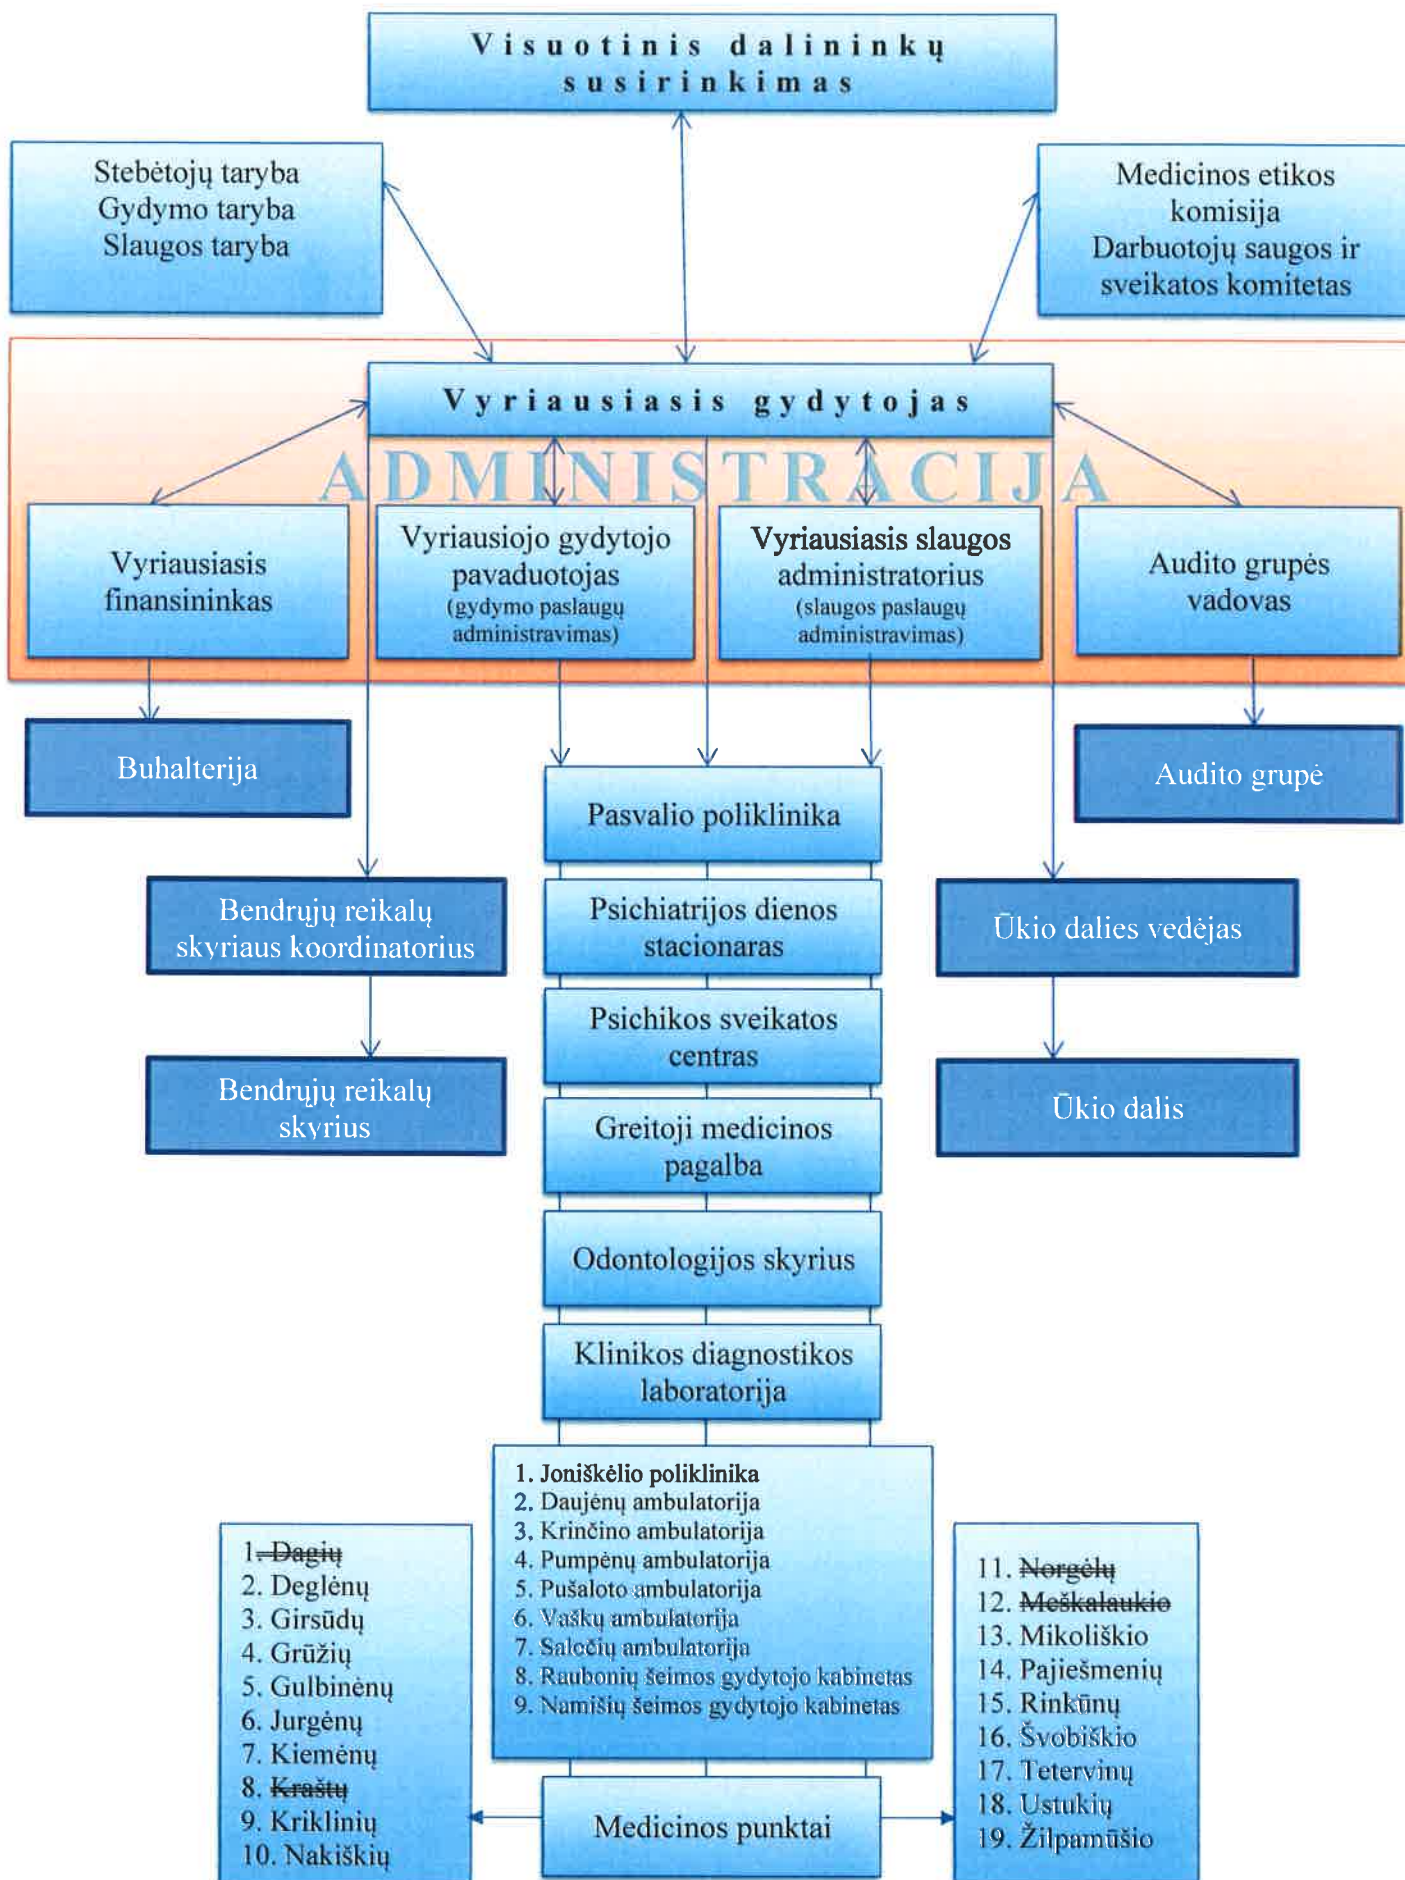 Visuotinis dalininkų
susirinkimas
Stebėtojų taryba
Gydymo taryba
Slaugos taryba
Medicinos etikos
komisija
Darbuotojų saugos ir
sveikatos komitetas
Vyriausiasis gydytojas
ADMINISTRACIJA
Vyriausiasis
finansininkas
Vyriausiojo gydytojo
pavaduotojas
(gydymo paslaugų
administravimas)
Vyriausiasis slaugos
administratorius
(slaugos paslaugų
administravimas)
Audito grupės
vadovas
Buhalterija
Audito grupė
Pasvalio poliklinika
Bendrųjų reikalų
skyriaus koordinatorius
Psichiatrijos dienos
stacionaras
Ūkio dalies vedėjas
Psichikos sveikatos
centras
Bendrųjų reikalų
skyrius
Ūkio dalis
Greitoji medicinos
pagalba
Odontologijos skyrius
Klinikos diagnostikos
laboratorija
1. Joniškėlio poliklinika
2. Daujėnų ambulatorija
3. Krinčino ambulatorija
4. Pumpėnų ambulatorija
5. Pušaloto ambulatorija
6. Vaškų ambulatorija
7. Saločių ambulatorija
8. Raubonių šeimos gydytojo kabinetas
9. Namišių šeimos gydytojo kabinetas
1. Dagių
2. Deglėnų
3. Girsūdų
4. Grūžių
5. Gulbinėnų
6. Jurgėnų
7. Kiemėnų
8. Kraštų
9. Kriklinių
10. Nakiškių
Medicinos punktai
11. Norgėlų
12. Meškalaukio
13. Mikoliškio
14. Pajiešmenių
15. Rinkūnų
16. Švobiškio
17. Tetervinų
18. Ustukių
19. Žilpamūšio